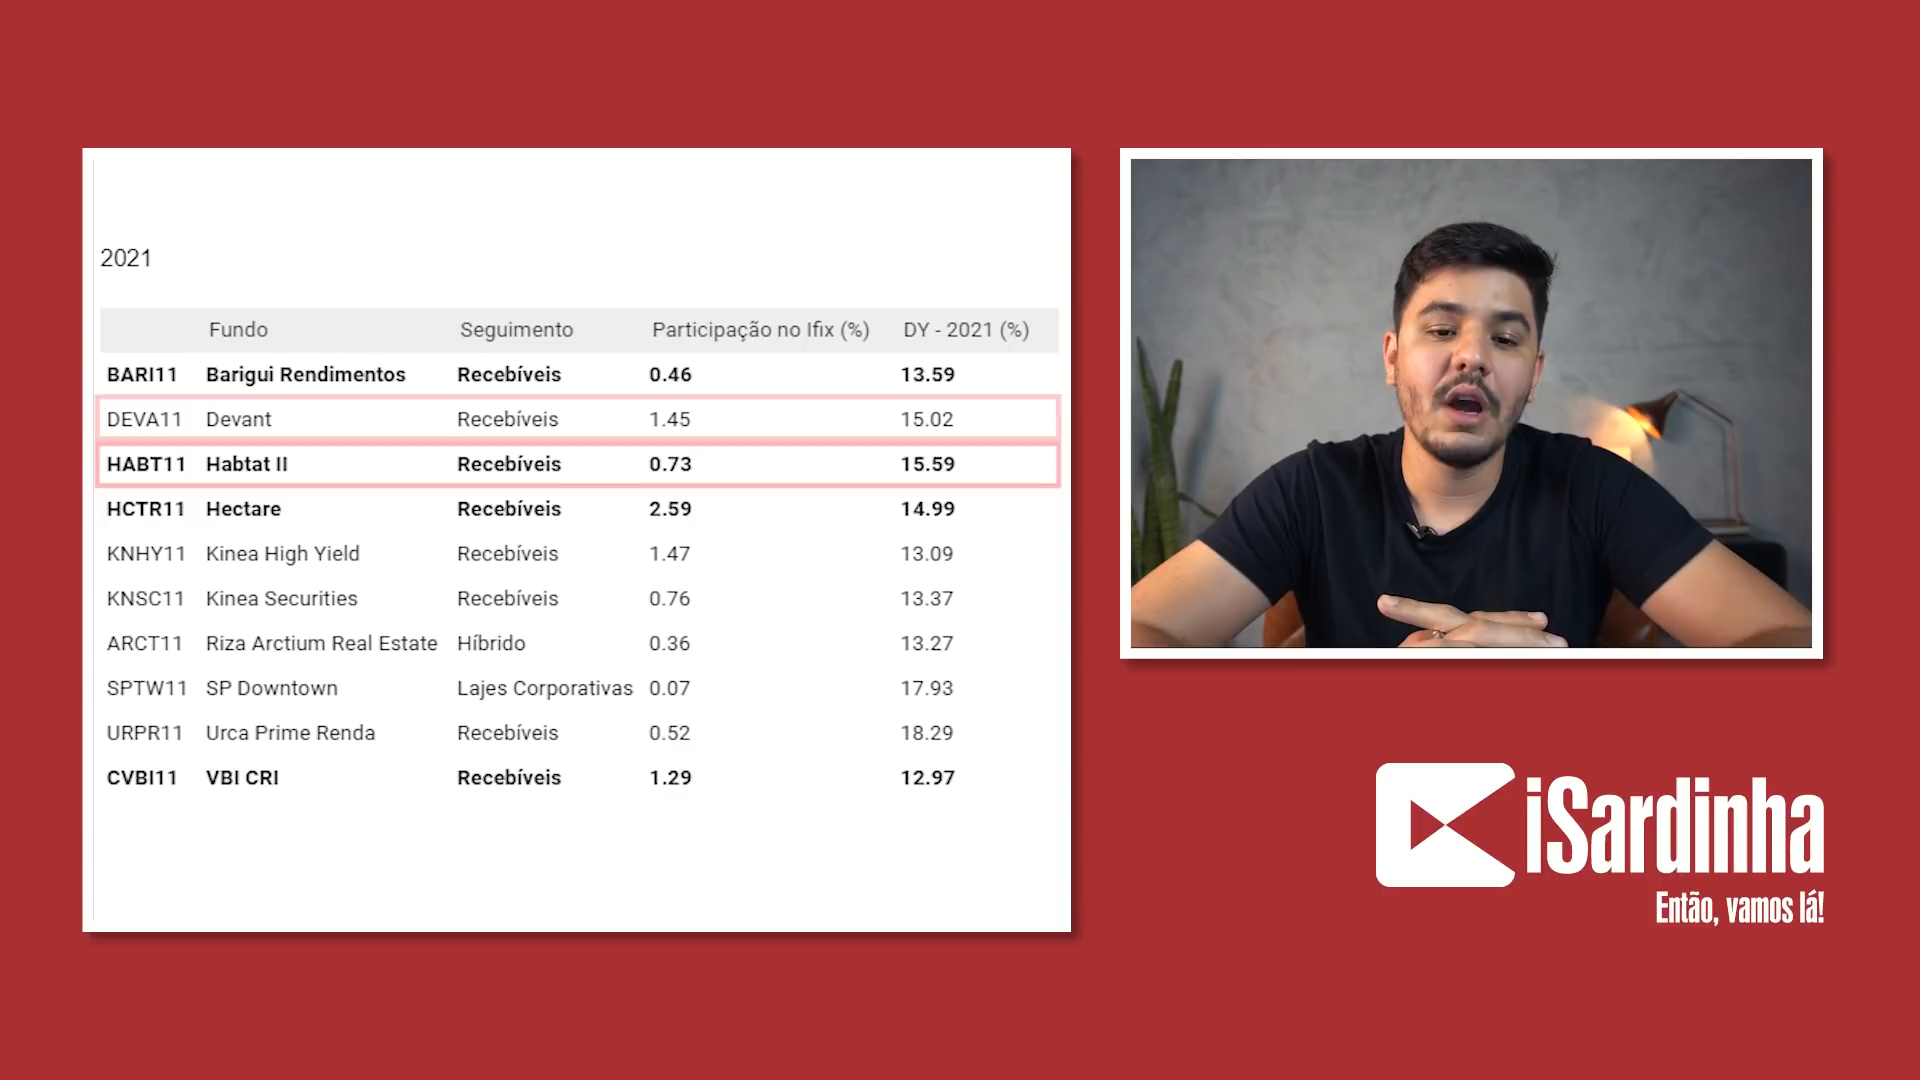 2021
Fundo Seguimento Participação no Ifix (%) DY - 2021 (%)
BARI11 Barigui Rendimentos Recebíveis 0.46 13.59
DEVA11 Devant Recebíveis 1.45 15.02
HABT11 Habtat II Recebíveis 0.73 15.59
HCTR11 Hectare Recebíveis 2.59 14.99
KNHY11 Kinea High Yield Recebíveis 1.47 13.09
KNSC11 Kinea Securities Recebíveis 0.76 13.37
ARCT11 Riza Arctium Real Estate Híbrido 0.36 13.27
SPTW11 SP Downtown Lajes Corporativas 0.07 17.93
URPR11 Urca Prime Renda Recebíveis 0.52 18.29
CVBI11 VBI CRI Recebíveis 1.29 12.97
iSardinha
Então, vamos lá!